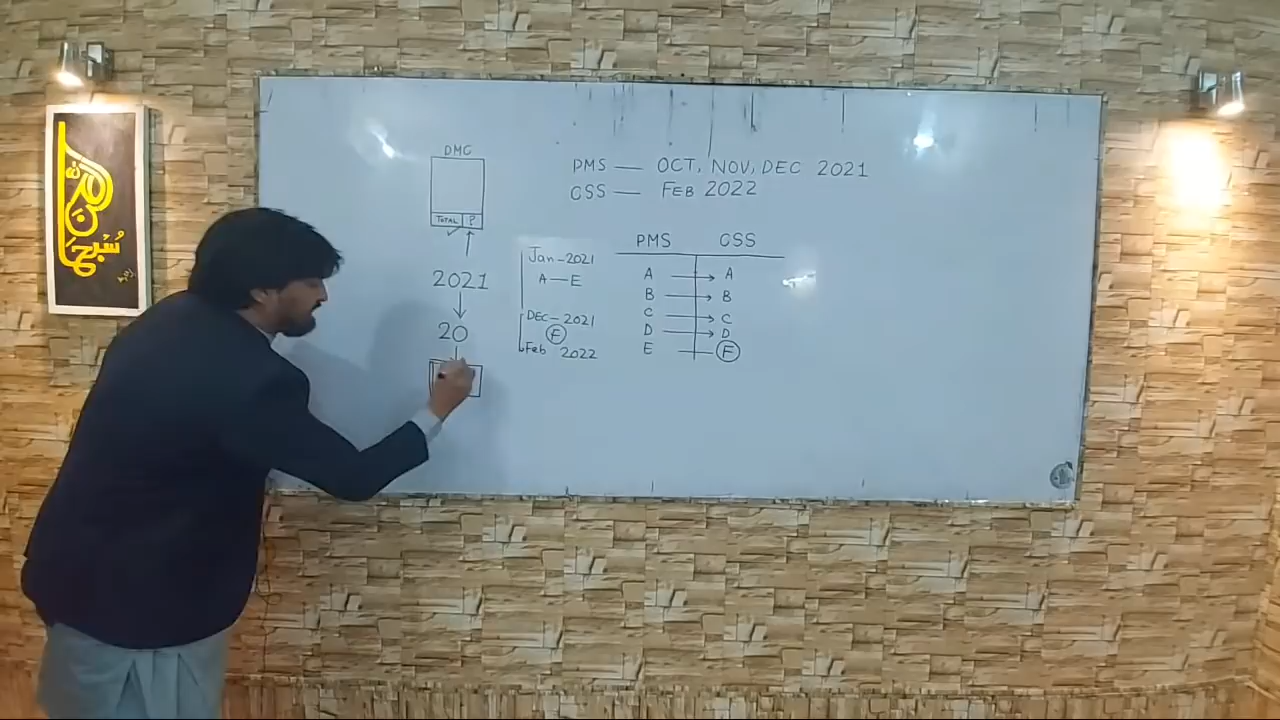 DMC
TOTAL ?
2021
20
PMS — OCT, NOV, DEC 2021
CSS — FEB 2022
Jan-2021
A—E
DEC-2021
F
Feb 2022
PMS CSS
A → A
B → B
C → C
D → D
E — F